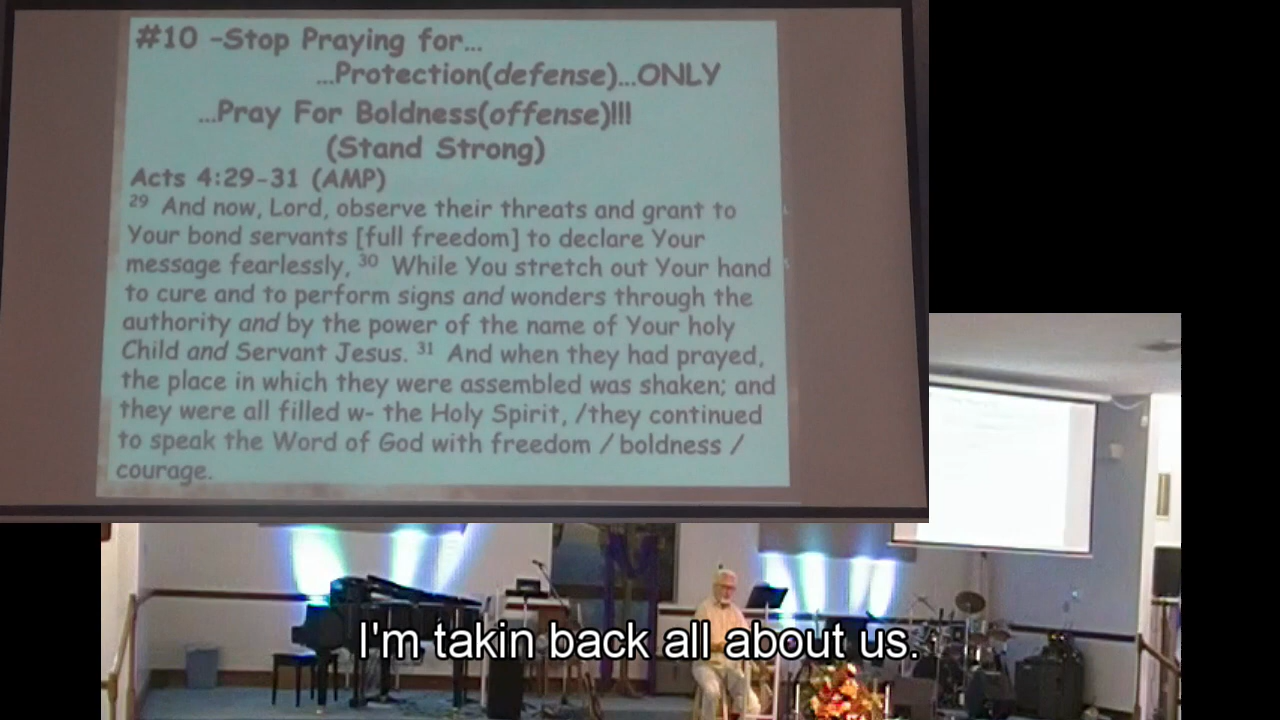 #10 -Stop Praying for...
...Protection(defense)...ONLY
...Pray For Boldness(offense)!!!
(Stand Strong)
Acts 4:29-31 (AMP)
29 And now, Lord, observe their threats and grant to
Your bond servants [full freedom] to declare Your
message fearlessly, 30 While You stretch out Your hand
to cure and to perform signs and wonders through the
authority and by the power of the name of Your holy
Child and Servant Jesus. 31 And when they had prayed,
the place in which they were assembled was shaken; and
they were all filled w- the Holy Spirit, /they continued
to speak the Word of God with freedom / boldness /
courage.
I'm takin back all about us.